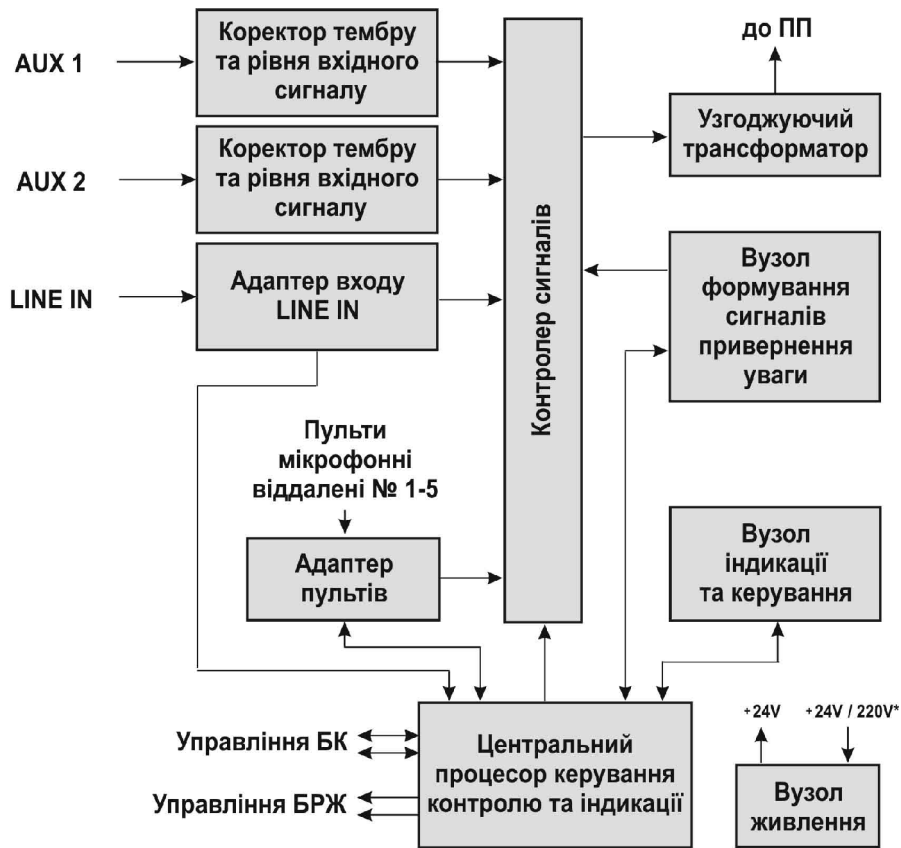 AUX 1
Коректор тембру
та рівня вхідного
сигналу
AUX 2
Коректор тембру
та рівня вхідного
сигналу
LINE IN
Адаптер входу
LINE IN
Контролер сигналів
до ПП
Узгоджуючий
трансформатор
Вузол
формування
сигналів
привернення
уваги
Пульти
мікрофонні
віддалені № 1-5
Адаптер
пультів
Вузол
індикації
та керування
Управління БК
Управління БРЖ
Центральний
процесор керування
контролю та індикації
+24V
+24V / 220V*
Вузол
живлення